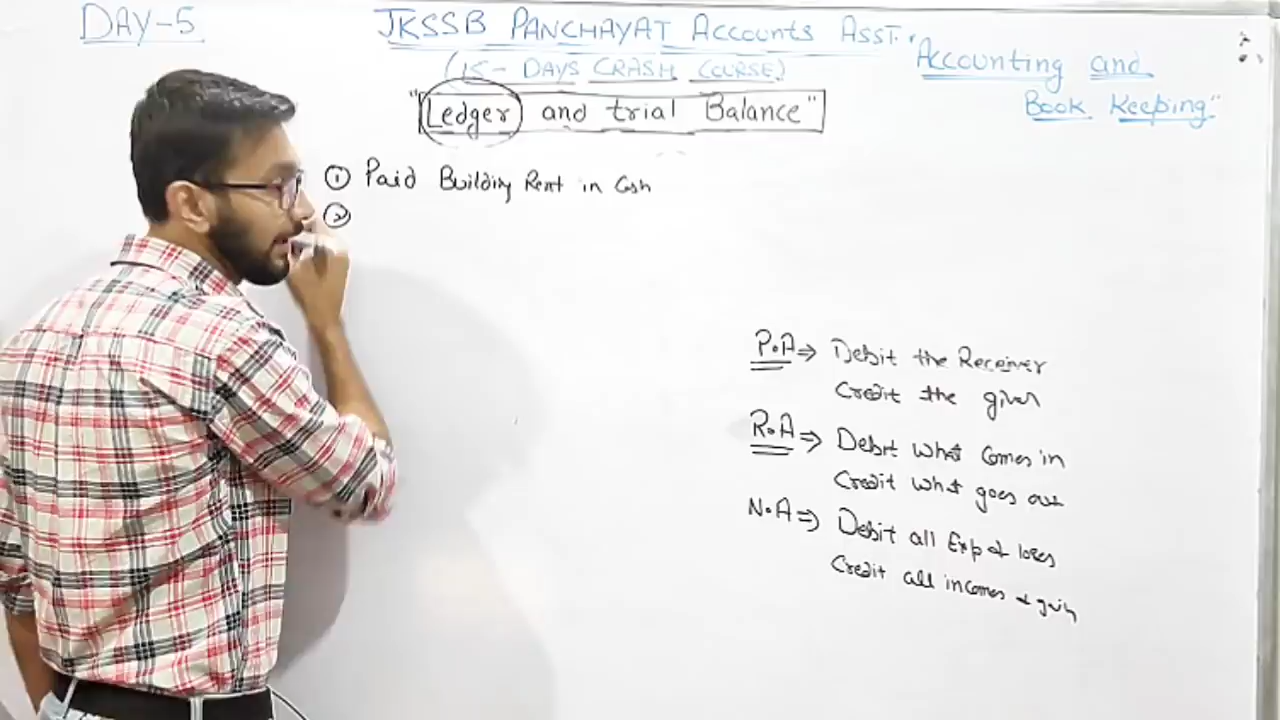 DAY-5
JKSSB PANCHAYAT Accounts Asst.
(15-DAYS CRASH COURSE)
"Accounting and
Book Keeping"
"Ledger and trial Balance"
① Paid Building Rent in Cash
②
P.A ⇒ Debit the Receiver
Credit the giver
R.A ⇒ Debit what comes in
Credit what goes out
N.A ⇒ Debit all Exp & loses
Credit all incomes & gain